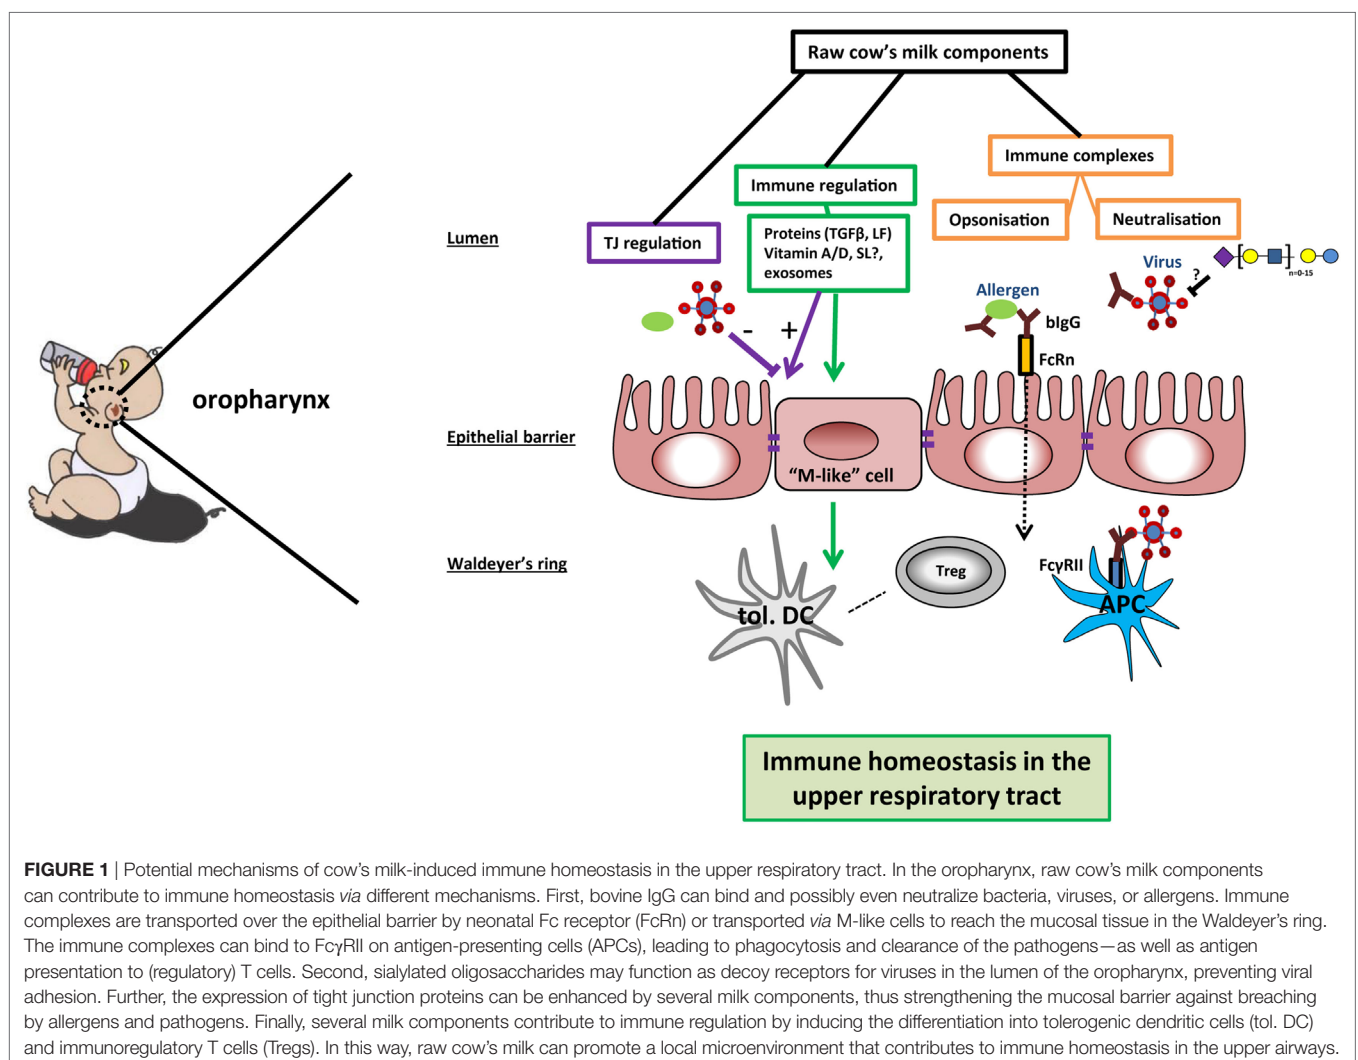 Raw cow's milk components
Immune complexes
Immune regulation
Opsonisation
Neutralisation
Lumen
TJ regulation
Proteins (TGFβ, LF)
Vitamin A/D, SL?,
exosomes
Virus
?
n=0-15
Allergen
- +
bIgG
FcRn
oropharynx
Epithelial barrier
"M-like" cell
Waldeyer's ring
Treg
FcγRII
APC
tol. DC
Immune homeostasis in the
upper respiratory tract
FIGURE 1 | Potential mechanisms of cow's milk-induced immune homeostasis in the upper respiratory tract. In the oropharynx, raw cow's milk components
can contribute to immune homeostasis via different mechanisms. First, bovine IgG can bind and possibly even neutralize bacteria, viruses, or allergens. Immune
complexes are transported over the epithelial barrier by neonatal Fc receptor (FcRn) or transported via M-like cells to reach the mucosal tissue in the Waldeyer's ring.
The immune complexes can bind to FcγRII on antigen-presenting cells (APCs), leading to phagocytosis and clearance of the pathogens—as well as antigen
presentation to (regulatory) T cells. Second, sialylated oligosaccharides may function as decoy receptors for viruses in the lumen of the oropharynx, preventing viral
adhesion. Further, the expression of tight junction proteins can be enhanced by several milk components, thus strengthening the mucosal barrier against breaching
by allergens and pathogens. Finally, several milk components contribute to immune regulation by inducing the differentiation into tolerogenic dendritic cells (tol. DC)
and immunoregulatory T cells (Tregs). In this way, raw cow's milk can promote a local microenvironment that contributes to immune homeostasis in the upper airways.